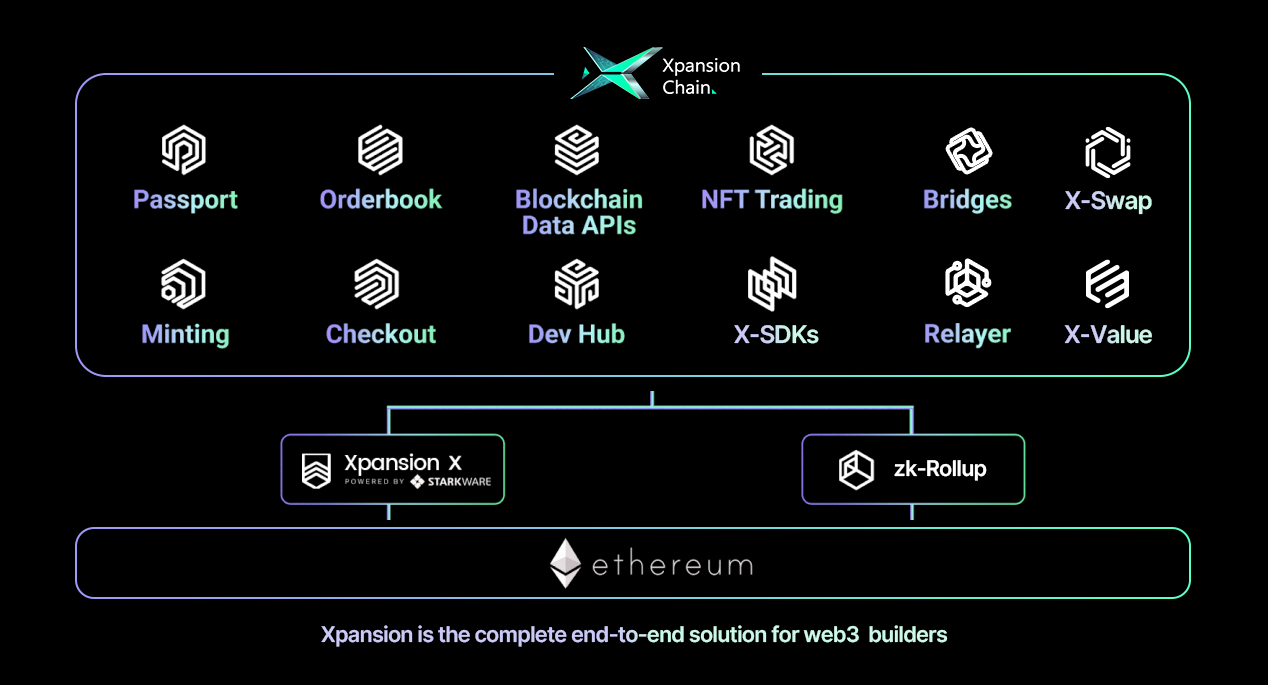 Xpansion
Chain
Passport
Orderbook
Blockchain
Data APIs
NFT Trading
Bridges
X-Swap
Minting
Checkout
Dev Hub
X-SDKs
Relayer
X-Value
Xpansion X
POWERED BY STARKWARE
zk-Rollup
ethereum
Xpansion is the complete end-to-end solution for web3 builders